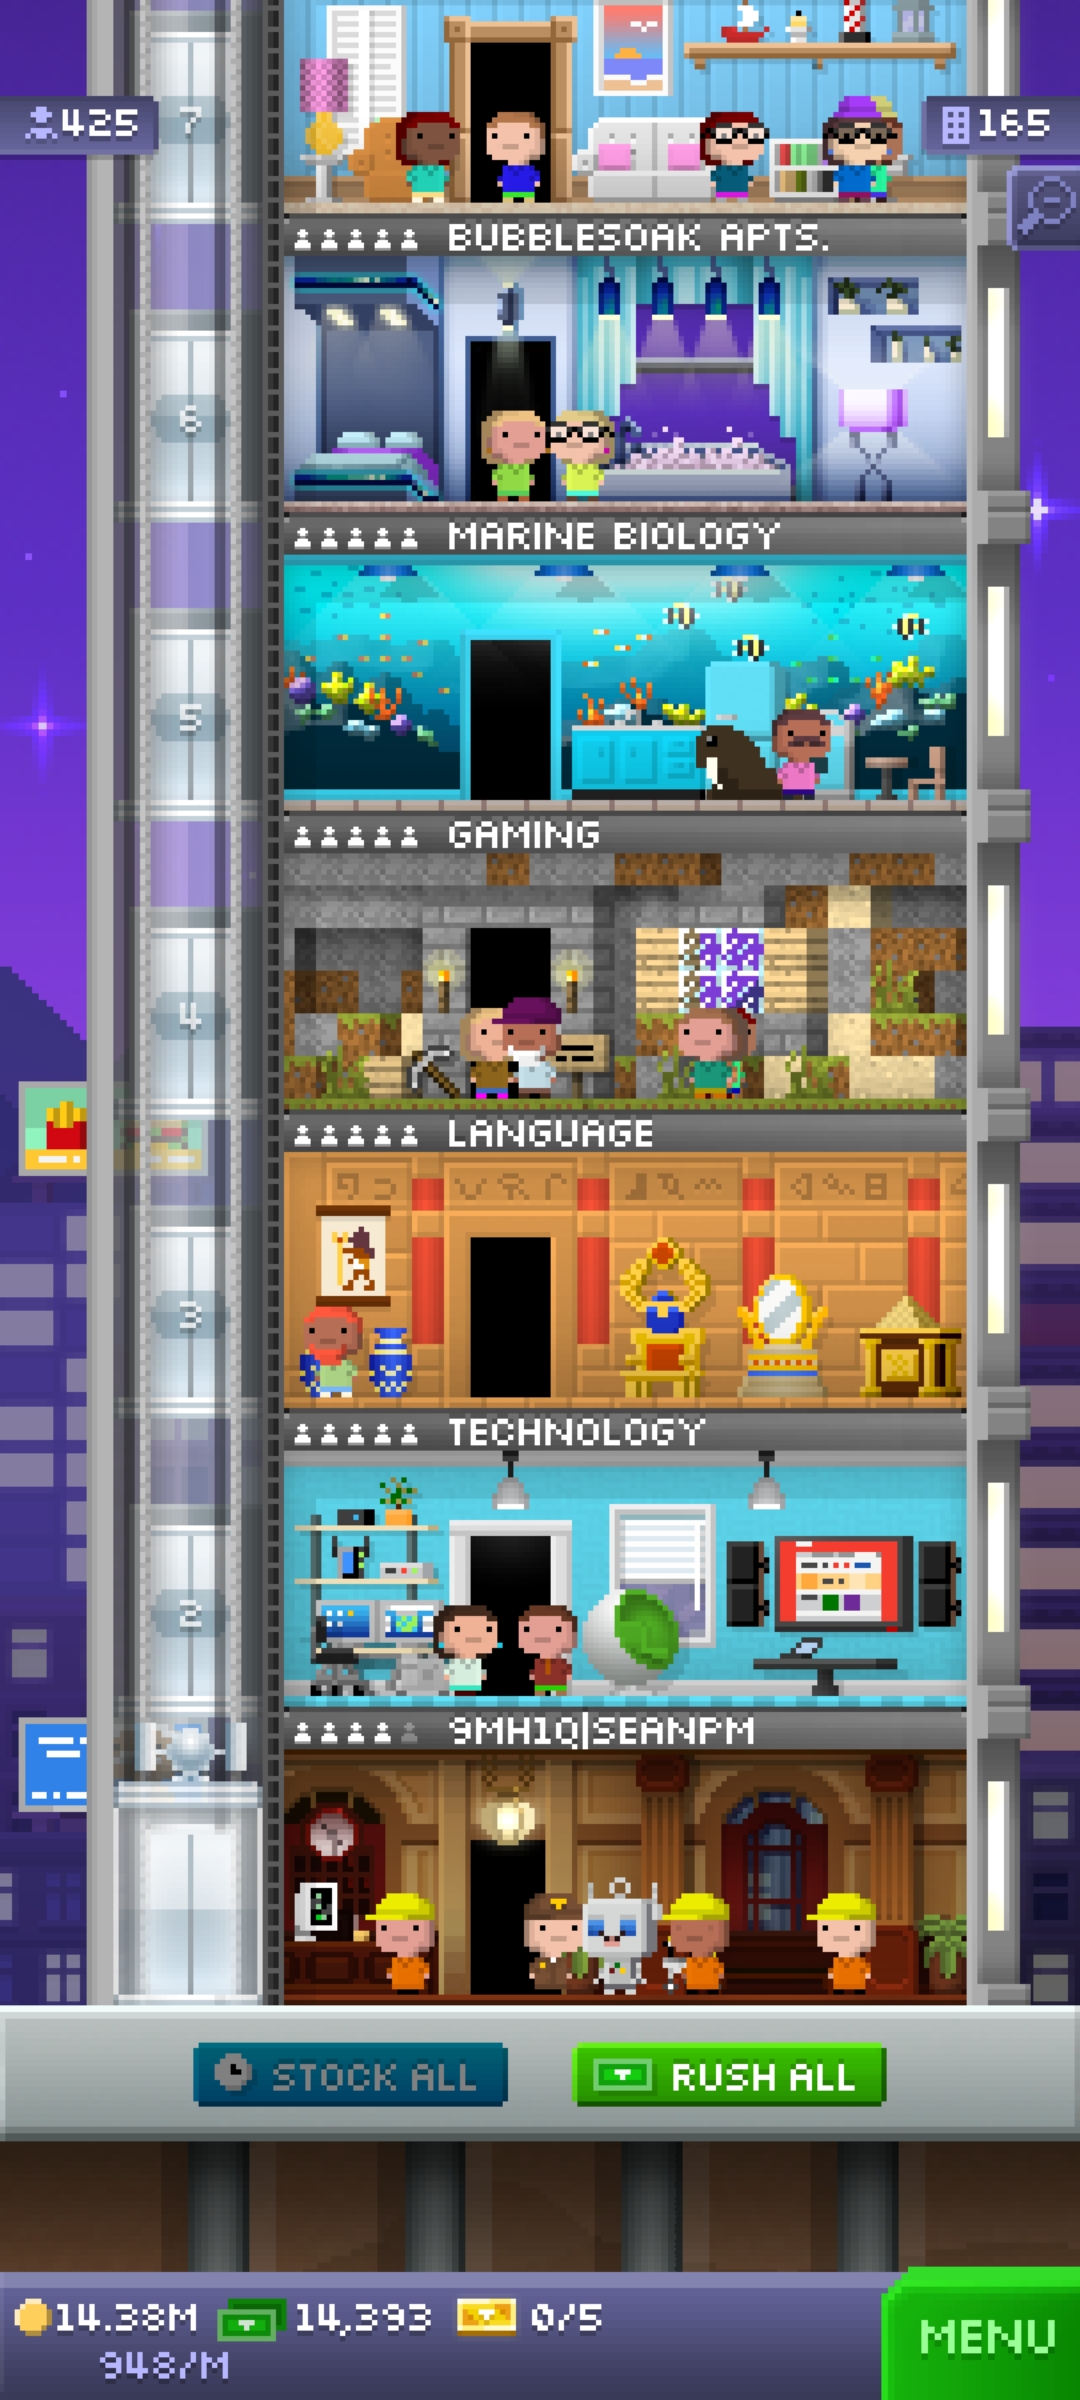 425
165
7
BUBBLESOAK APTS.
6
MARINE BIOLOGY
5
GAMING
4
LANGUAGE
3
TECHNOLOGY
2
9MH1Q|SEANPM
STOCK ALL
RUSH ALL
14.38M
14,393
0/5
948/M
MENU